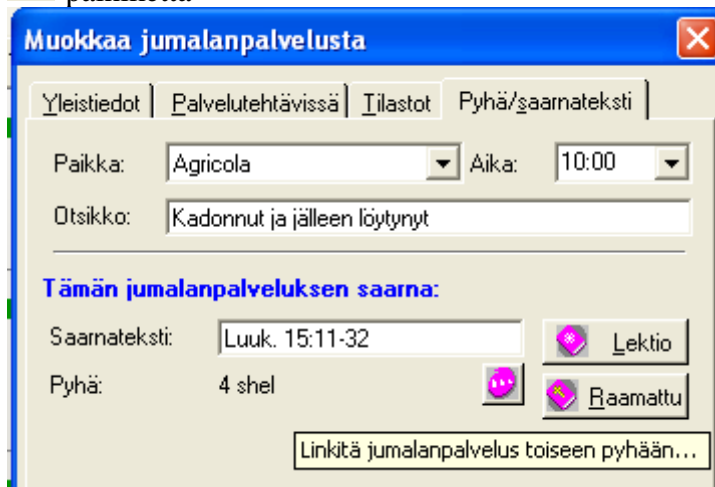 Muokkaa jumalanpalvelusta
Yleistiedot Palvelutehtävissä Tilastot Pyhä/saarnateksti
Paikka: Agricola Aika: 10:00
Otsikko: Kadonnut ja jälleen löytynyt
Tämän jumalanpalveluksen saarna:
Saarnateksti: Luuk. 15:11-32 Lektio
Pyhä: 4 shel ... Raamattu
Linkitä jumalanpalvelus toiseen pyhään...